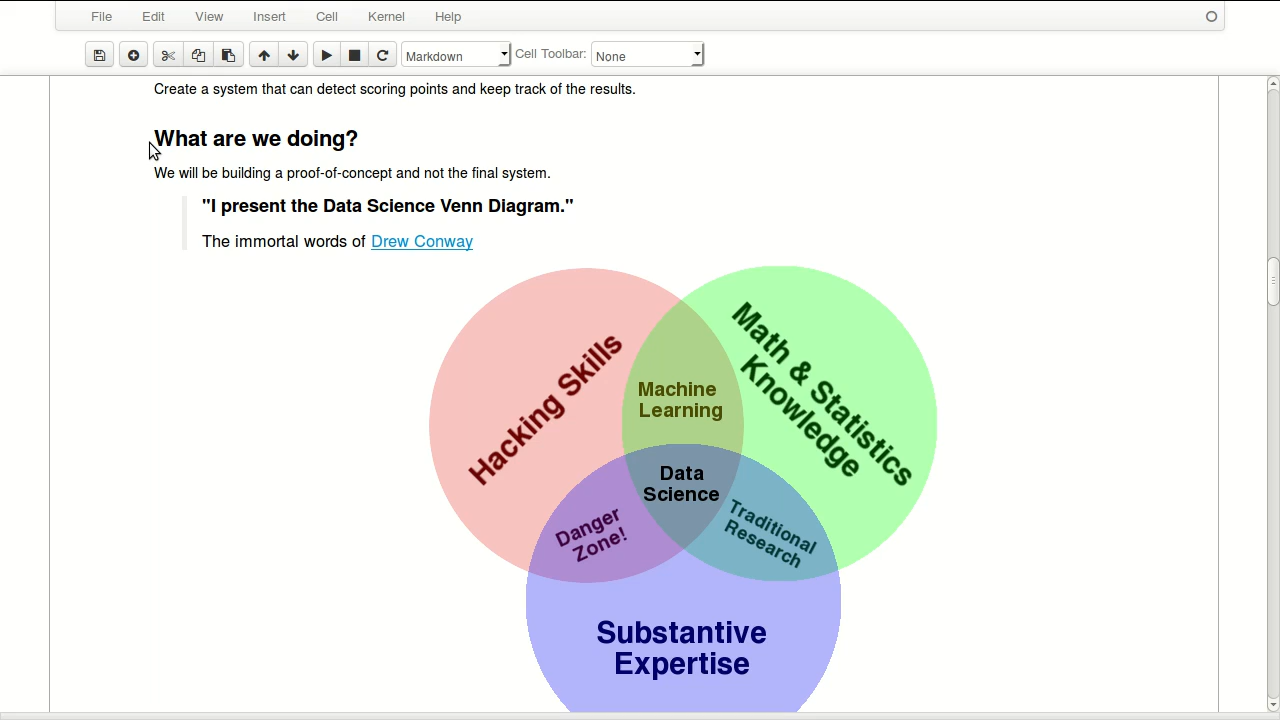 File Edit View Insert Cell Kernel Help
Markdown Cell Toolbar: None
Create a system that can detect scoring points and keep track of the results.
What are we doing?
We will be building a proof-of-concept and not the final system.
"I present the Data Science Venn Diagram."
The immortal words of Drew Conway
Hacking Skills
Math & Statistics
Knowledge
Machine
Learning
Data
Science
Danger
Zone!
Traditional
Research
Substantive
Expertise